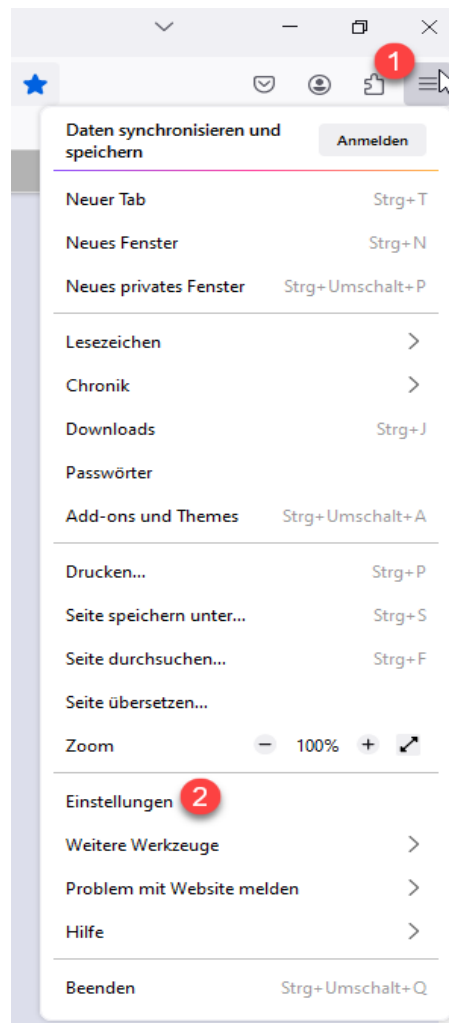 1
Daten synchronisieren und
speichern
Anmelden
Neuer Tab Strg+T
Neues Fenster Strg+N
Neues privates Fenster Strg+Umschalt+P
Lesezeichen
Chronik
Downloads Strg+J
Passwörter
Add-ons und Themes Strg+Umschalt+A
Drucken... Strg+P
Seite speichern unter... Strg+S
Seite durchsuchen... Strg+F
Seite übersetzen...
Zoom − 100% +
Einstellungen 2
Weitere Werkzeuge
Problem mit Website melden
Hilfe
Beenden Strg+Umschalt+Q